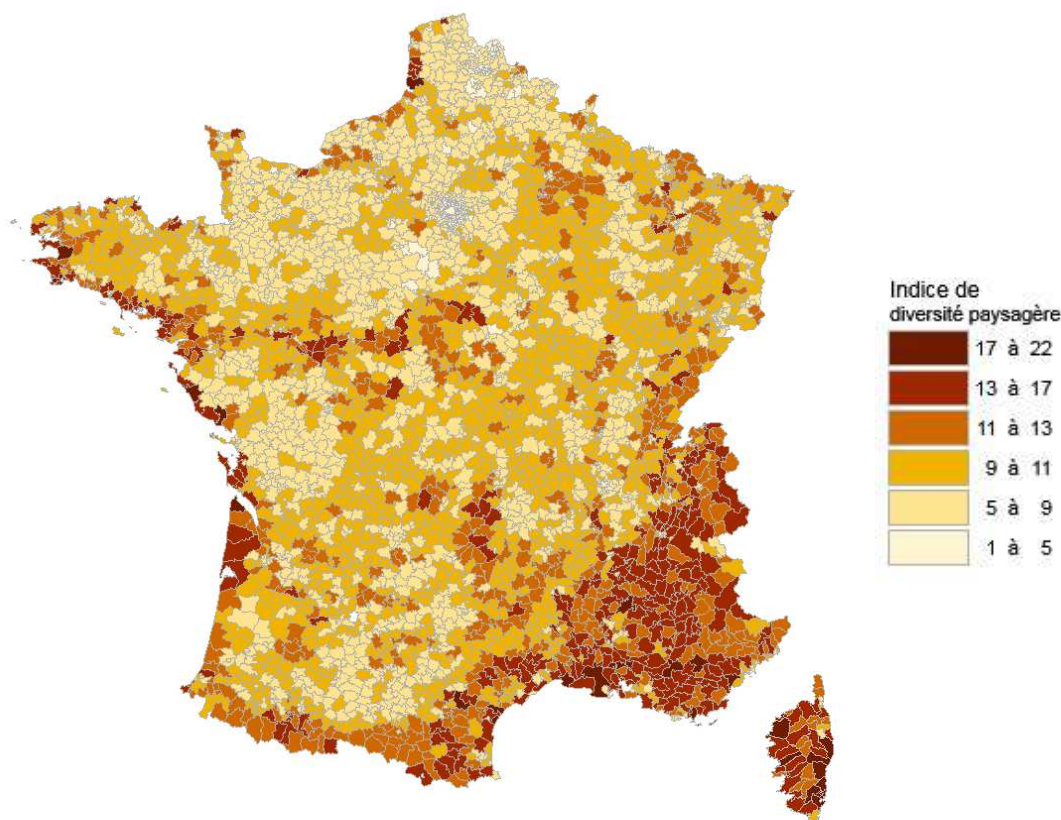 Indice de
diversité paysagère
17 à 22
13 à 17
11 à 13
9 à 11
5 à 9
1 à 5